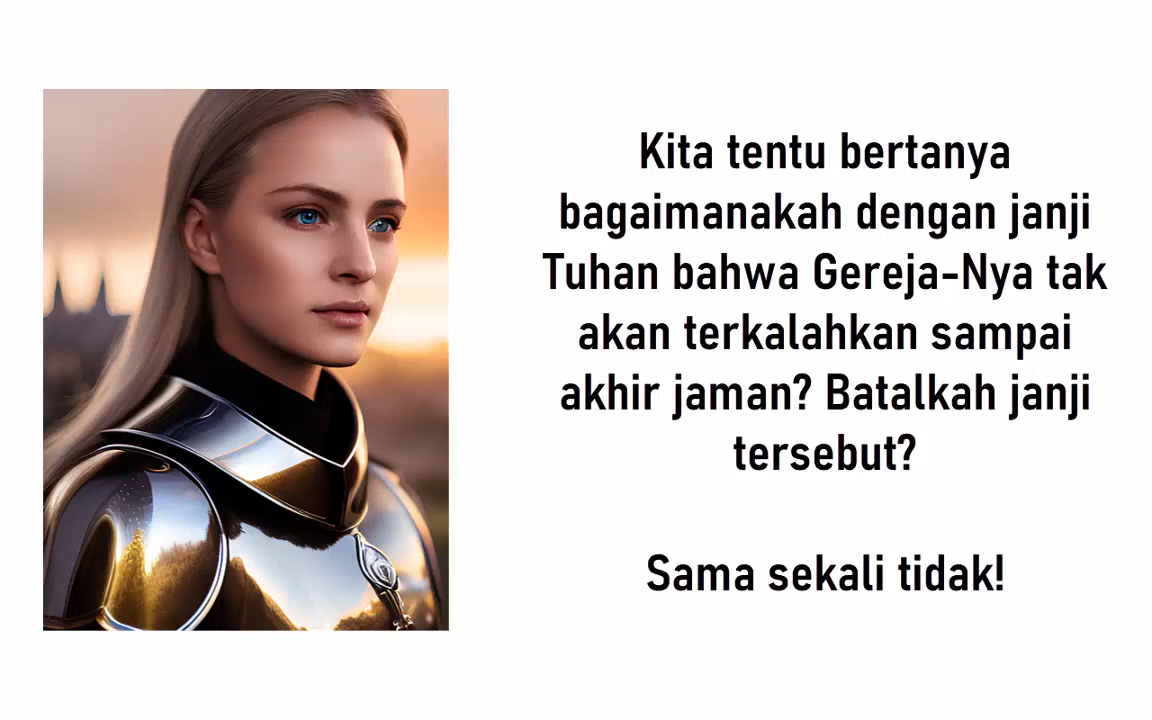 Kita tentu bertanya
bagaimanakah dengan janji
Tuhan bahwa Gereja-Nya tak
akan terkalahkan sampai
akhir jaman? Batalkah janji
tersebut?
Sama sekali tidak!